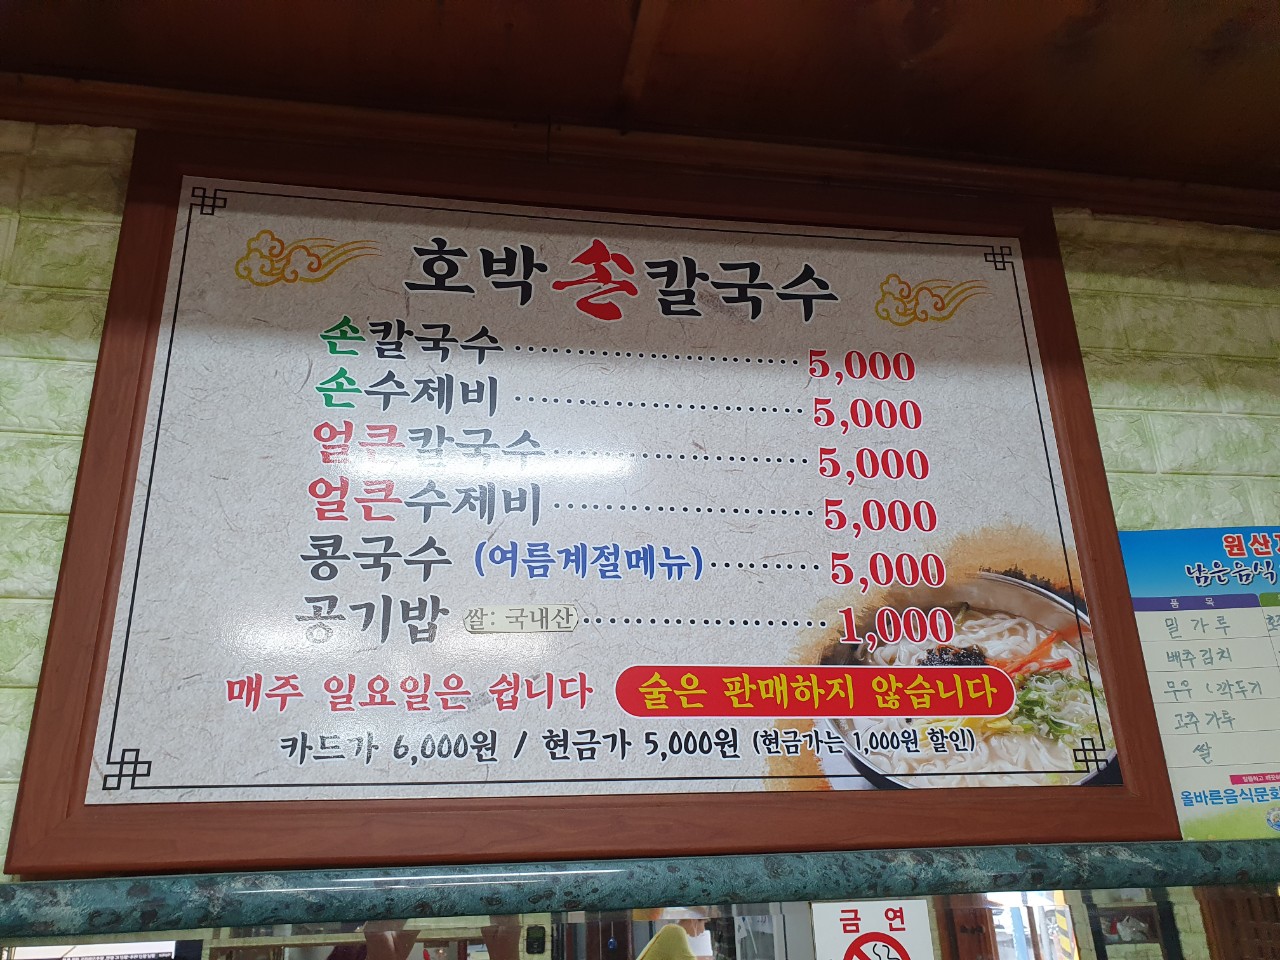 호박손칼국수
손칼국수 5,000
손수제비 5,000
얼큰칼국수 5,000
얼큰수제비 5,000
콩국수 (여름계절메뉴) 5,000
공기밥 쌀: 국내산 1,000
매주 일요일은 쉽니다 술은 판매하지 않습니다
카드가 6,000원 / 현금가 5,000원 (현금가는 1,000원 할인)
원산
남은음식
품 목
밀가루
배추김치
무우 (깍두기
고추가루
쌀
올바른음식문화
금연